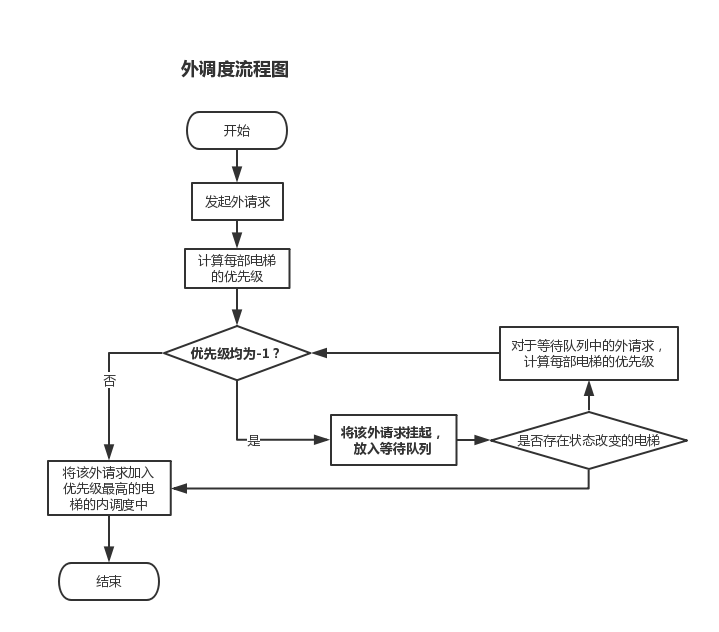 外调度流程图
开始
发起外请求
计算每部电梯
的优先级
优先级均为-1？
否
是
将该外请求挂起，
放入等待队列
是否存在状态改变的电梯
对于等待队列中的外请求，
计算每部电梯的优先级
将该外请求加入
优先级最高的电
梯的内调度中
结束